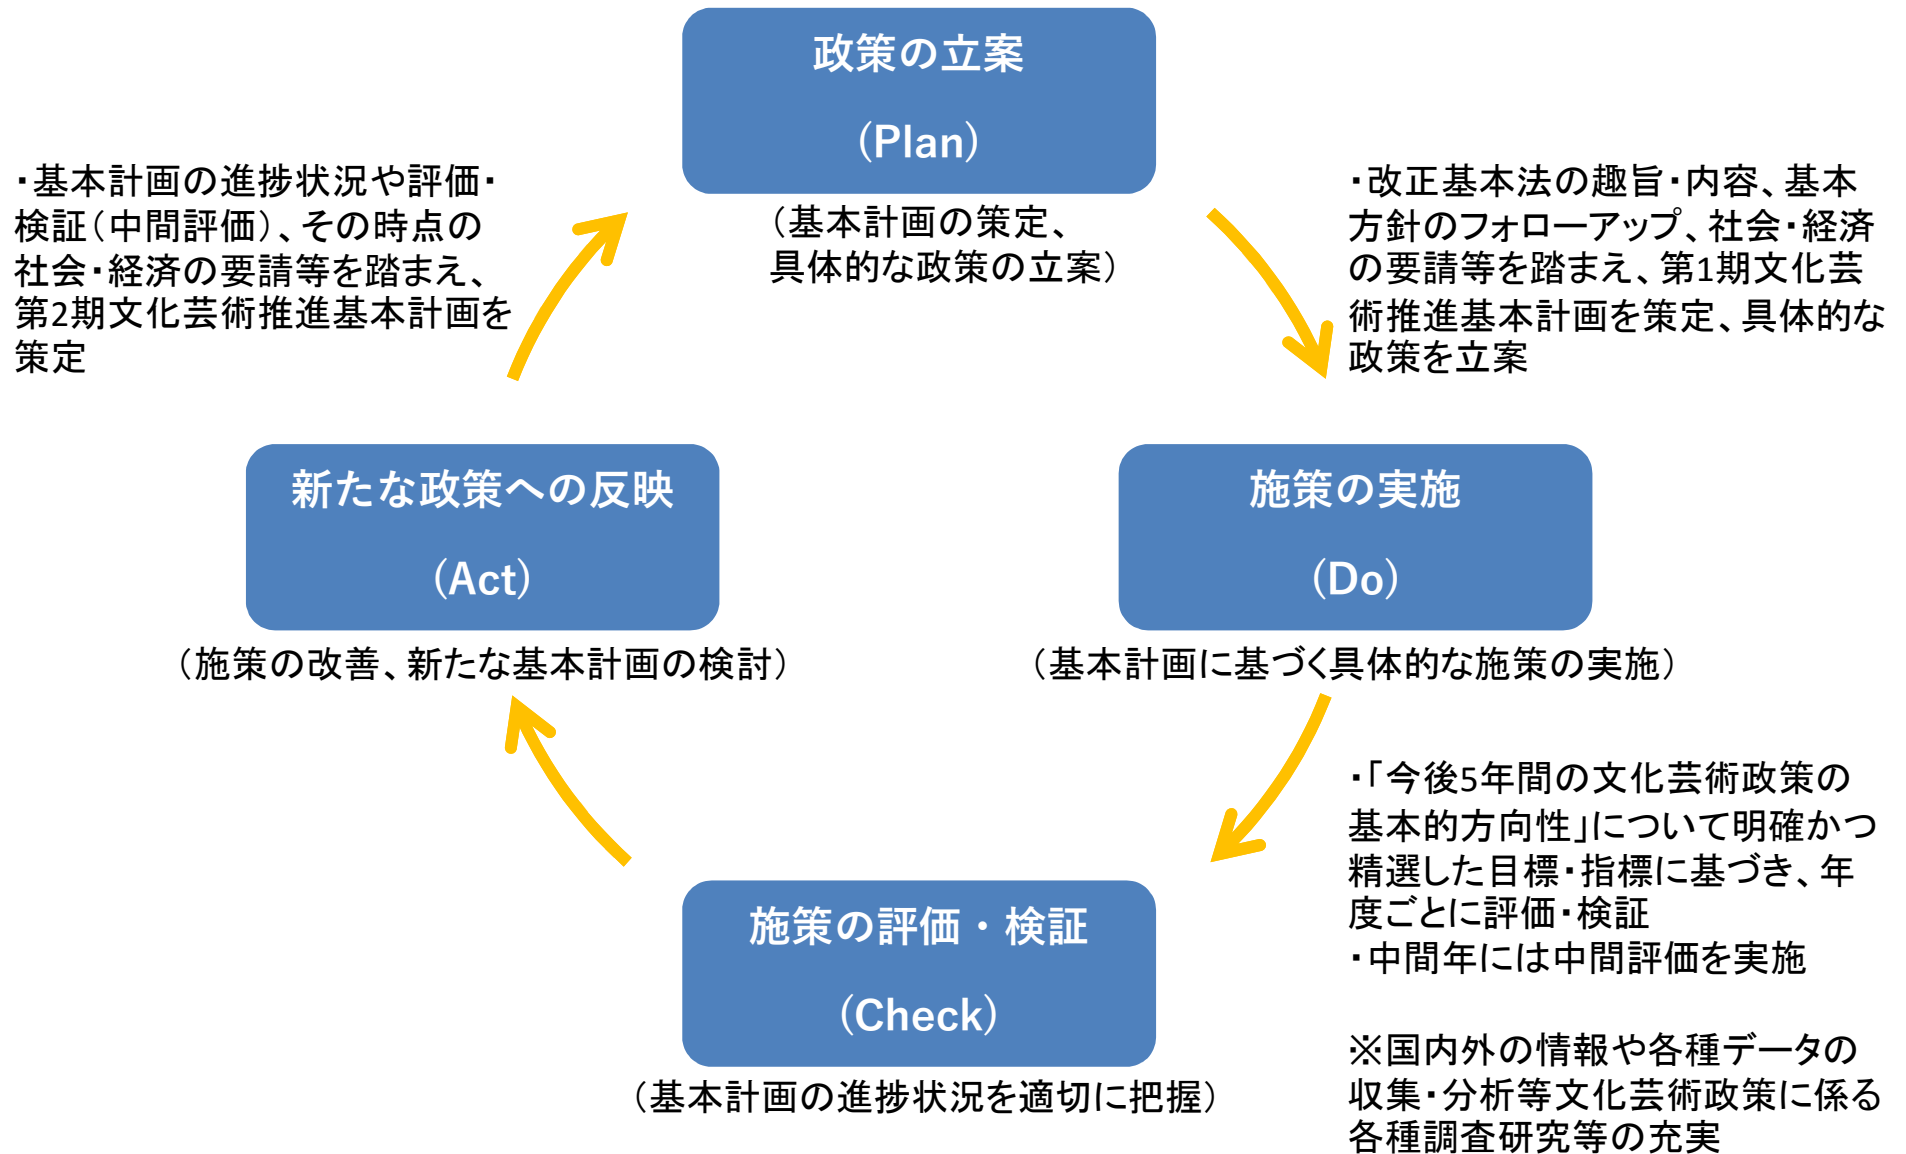 政策の立案
(Plan)
（基本計画の策定、
具体的な政策の立案）
・改正基本法の趣旨・内容、基本
方針のフォローアップ、社会・経済
の要請等を踏まえ、第1期文化芸
術推進基本計画を策定、具体的な
政策を立案
施策の実施
(Do)
（基本計画に基づく具体的な施策の実施）
・「今後5年間の文化芸術政策の
基本的方向性」について明確かつ
精選した目標・指標に基づき、年
度ごとに評価・検証
・中間年には中間評価を実施
※国内外の情報や各種データの
収集・分析等文化芸術政策に係る
各種調査研究等の充実
施策の評価・検証
(Check)
（基本計画の進捗状況を適切に把握）
新たな政策への反映
(Act)
（施策の改善、新たな基本計画の検討）
・基本計画の進捗状況や評価・
検証（中間評価）、その時点の
社会・経済の要請等を踏まえ、
第2期文化芸術推進基本計画を
策定